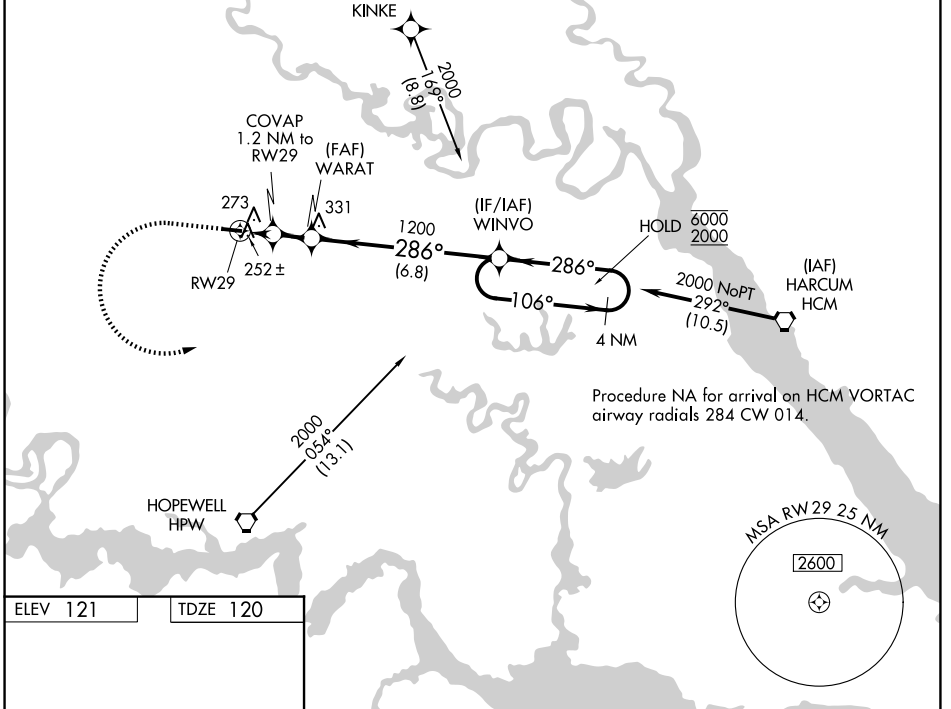 KINKE
2000
169°
(8.8)
COVAP
1.2 NM to
RW29
(FAF)
WARAT
273
331
252 ±
RW29
1200
286°
(6.8)
(IF/IAF)
WINVO
HOLD
6000
2000
286°
106°
4 NM
2000 NoPT
292°
(10.5)
(IAF)
HARCUM
HCM
Procedure NA for arrival on HCM VORTAC
airway radials 284 CW 014.
2000
054°
(13.1)
HOPEWELL
HPW
MSA RW29 25 NM
2600
ELEV 121
TDZE 120